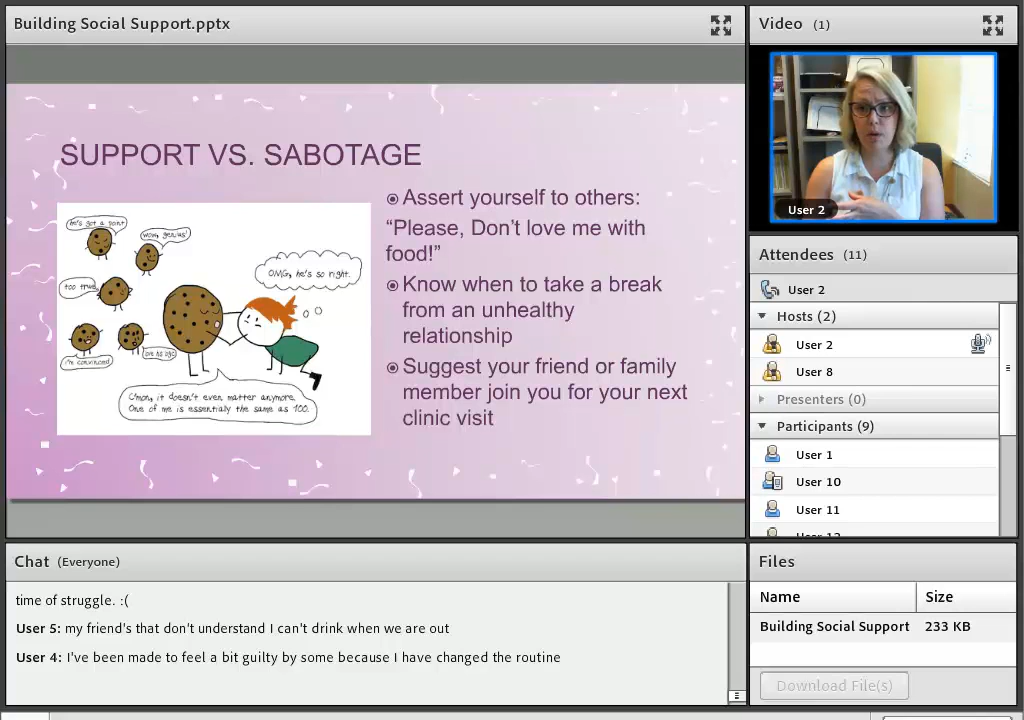 Building Social Support.pptx
SUPPORT VS. SABOTAGE
he's got a point
wow, genius!
too true
I'm convinced
OMG, he's so right.
C'mon, it doesn't even matter anymore.
One of me is essentially the same as 100.
Assert yourself to others:
“Please, Don’t love me with
food!”
Know when to take a break
from an unhealthy
relationship
Suggest your friend or family
member join you for your next
clinic visit
Video (1)
User 2
Attendees (11)
User 2
Hosts (2)
User 2
User 8
Presenters (0)
Participants (9)
User 1
User 10
User 11
User 12
Chat (Everyone)
time of struggle. :(
User 5: my friend's that don't understand I can't drink when we are out
User 4: I've been made to feel a bit guilty by some because I have changed the routine
Files
Name Size
Building Social Support 233 KB
Download File(s)